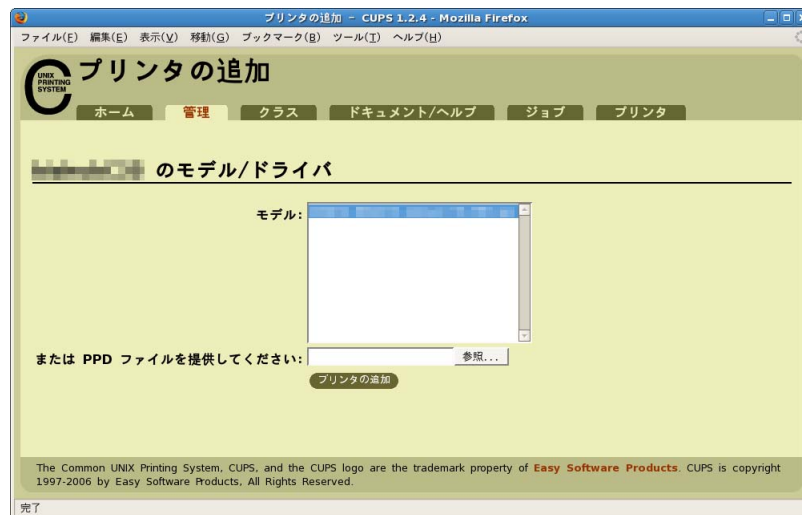 プリンタの追加 - CUPS 1.2.4 - Mozilla Firefox
ファイル(F) 編集(E) 表示(V) 移動(G) ブックマーク(B) ツール(T) ヘルプ(H)
UNIX
PRINTING
SYSTEM
プリンタの追加
ホーム 管理 クラス ドキュメント/ヘルプ ジョブ プリンタ
のモデル/ドライバ
モデル:
または PPD ファイルを提供してください: 参照...
プリンタの追加
The Common UNIX Printing System, CUPS, and the CUPS logo are the trademark property of Easy Software Products. CUPS is copyright
1997-2006 by Easy Software Products, All Rights Reserved.
完了